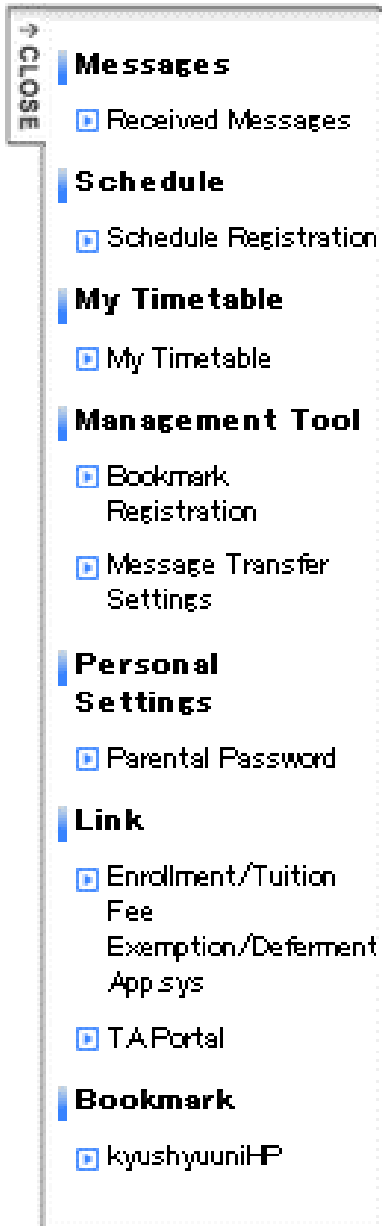 ↑ CLOSE
Messages
Received Messages
Schedule
Schedule Registration
My Timetable
My Timetable
Management Tool
Bookmark
Registration
Message Transfer
Settings
Personal
Settings
Parental Password
Link
Enrollment/Tuition
Fee
Exemption/Deferment
App.sys
TA Portal
Bookmark
kyushyuuniHP